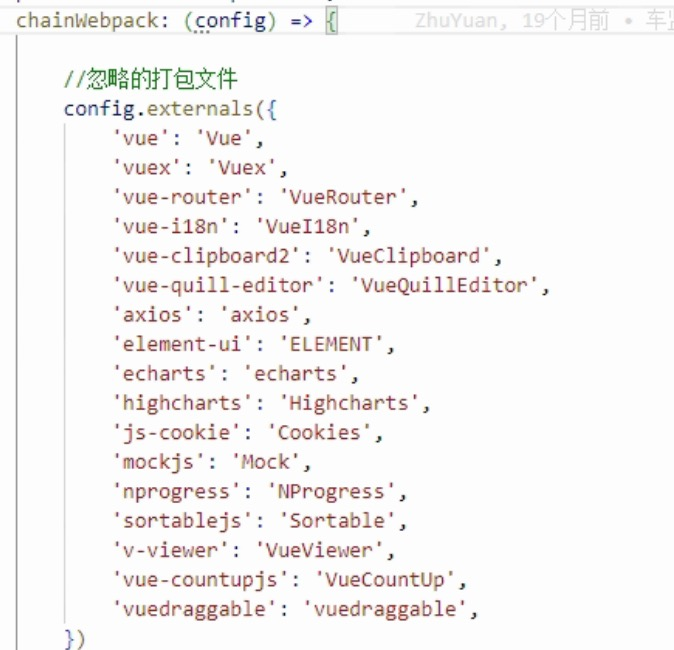 chainWebpack: (config) => { ZhuYuan, 19个月前 • 车
//忽略的打包文件
config.externals({
'vue': 'Vue',
'vuex': 'Vuex',
'vue-router': 'VueRouter',
'vue-i18n': 'VueI18n',
'vue-clipboard2': 'VueClipboard',
'vue-quill-editor': 'VueQuillEditor',
'axios': 'axios',
'element-ui': 'ELEMENT',
'echarts': 'echarts',
'highcharts': 'Highcharts',
'js-cookie': 'Cookies',
'mockjs': 'Mock',
'nprogress': 'NProgress',
'sortablejs': 'Sortable',
'v-viewer': 'VueViewer',
'vue-countupjs': 'VueCountUp',
'vuedraggable': 'vuedraggable',
})